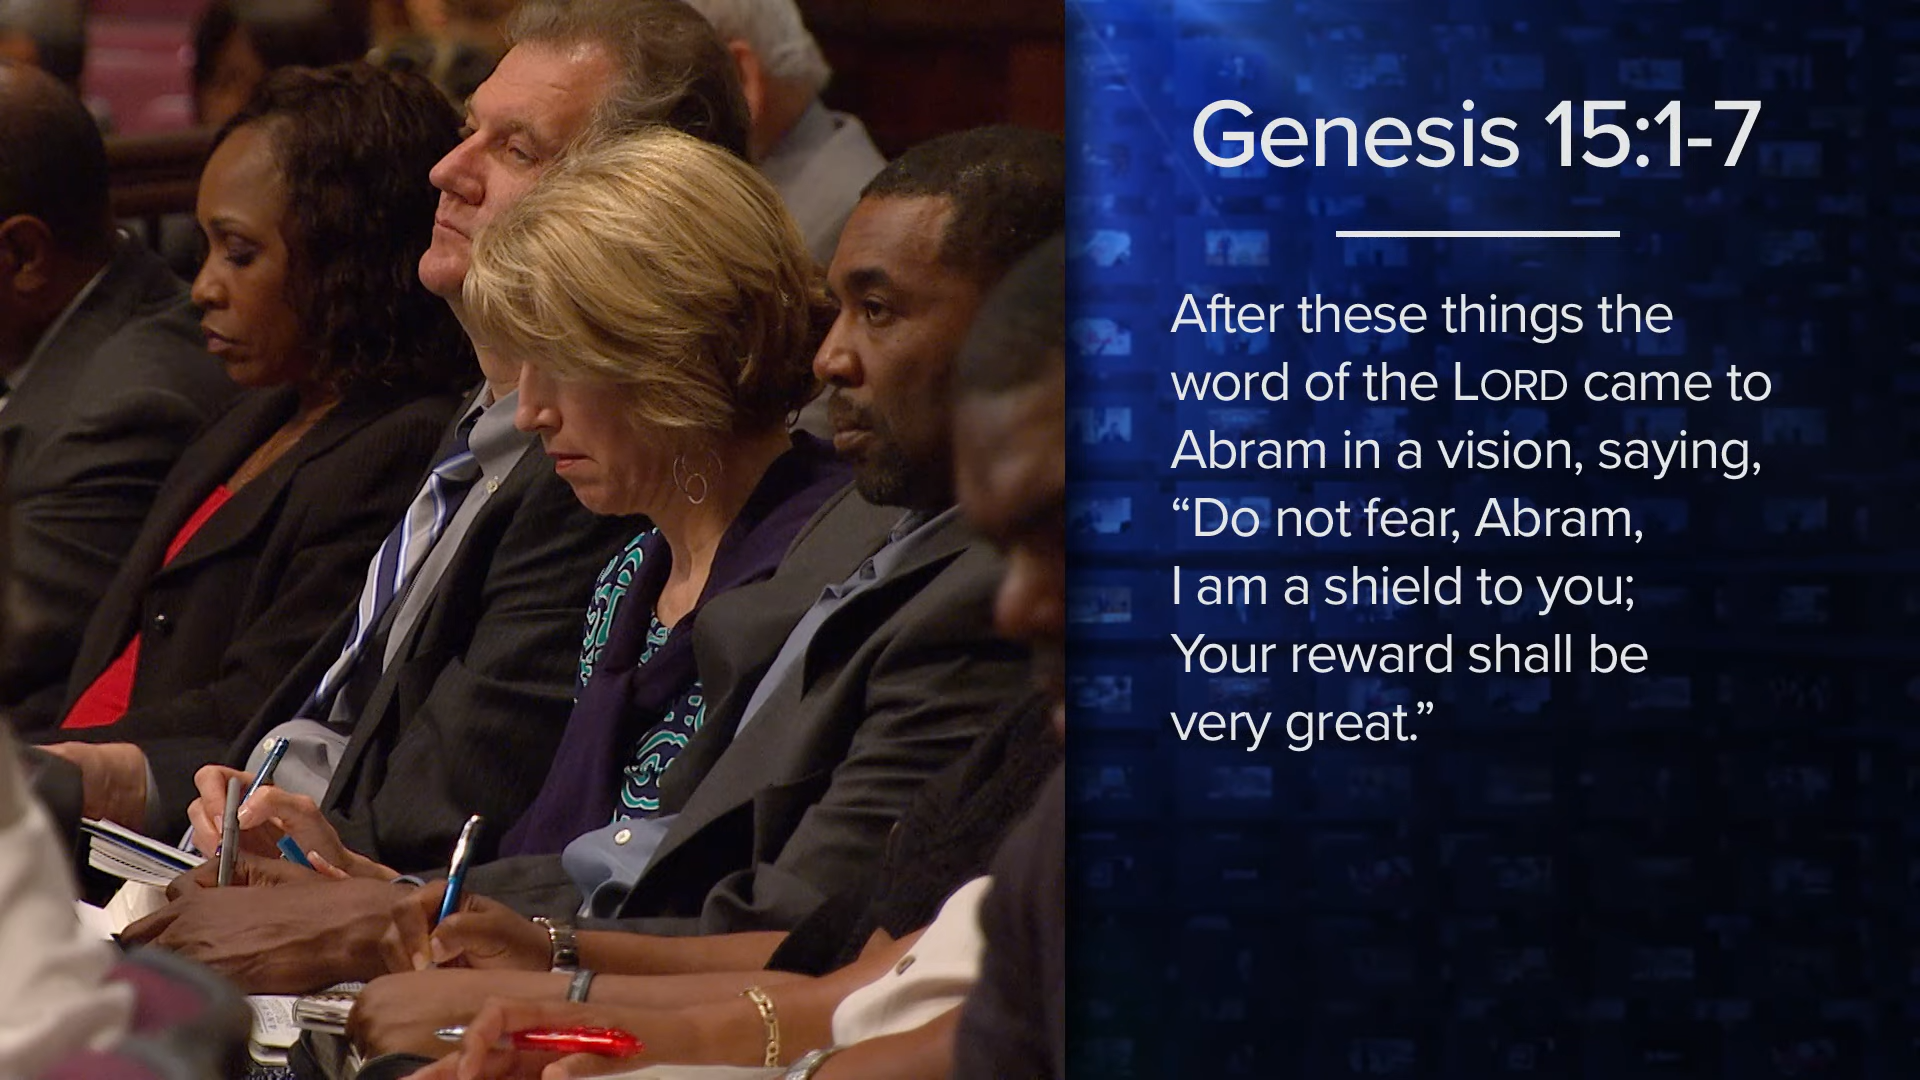 Genesis 15:1-7
After these things the
word of the LORD came to
Abram in a vision, saying,
“Do not fear, Abram,
I am a shield to you;
Your reward shall be
very great.”